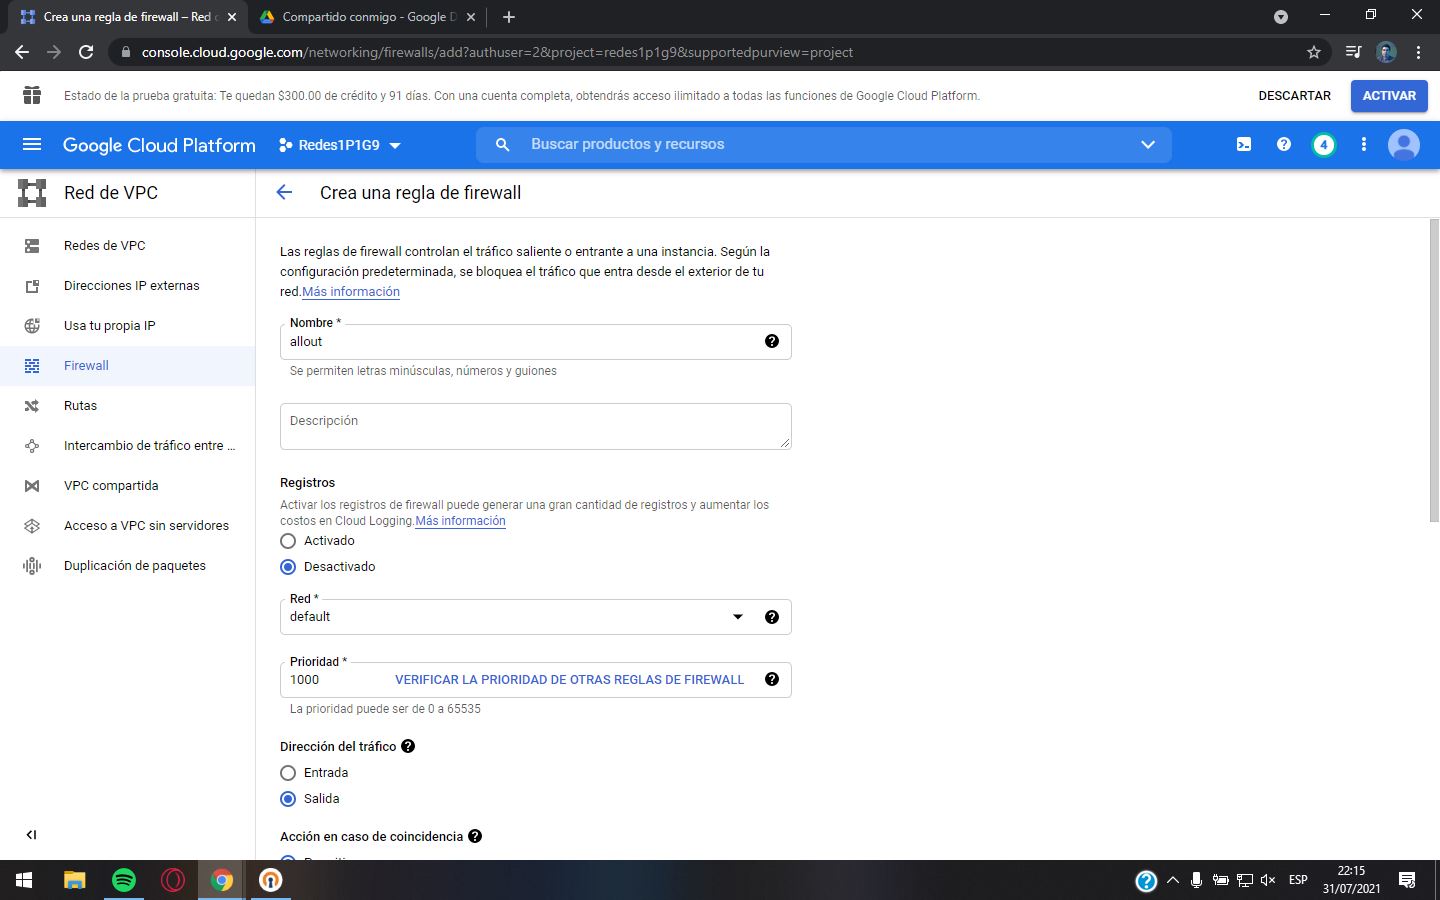 Crea una regla de firewall – Red d
Compartido conmigo - Google D
console.cloud.google.com/networking/firewalls/add?authuser=2&project=redes1p1g9&supportedpurview=project
Estado de la prueba gratuita: Te quedan $300.00 de crédito y 91 días. Con una cuenta completa, obtendrás acceso ilimitado a todas las funciones de Google Cloud Platform.
DESCARTAR
ACTIVAR
Google Cloud Platform
Redes1P1G9
Buscar productos y recursos
4
Red de VPC
Crea una regla de firewall
Redes de VPC
Direcciones IP externas
Usa tu propia IP
Firewall
Rutas
Intercambio de tráfico entre ...
VPC compartida
Acceso a VPC sin servidores
Duplicación de paquetes
Las reglas de firewall controlan el tráfico saliente o entrante a una instancia. Según la
configuración predeterminada, se bloquea el tráfico que entra desde el exterior de tu
red.Más información
Nombre *
allout
Se permiten letras minúsculas, números y guiones
Descripción
Registros
Activar los registros de firewall puede generar una gran cantidad de registros y aumentar los
costos en Cloud Logging.Más información
Activado
Desactivado
Red *
default
Prioridad *
1000
VERIFICAR LA PRIORIDAD DE OTRAS REGLAS DE FIREWALL
La prioridad puede ser de 0 a 65535
Dirección del tráfico
Entrada
Salida
Acción en caso de coincidencia
ESP
22:15
31/07/2021